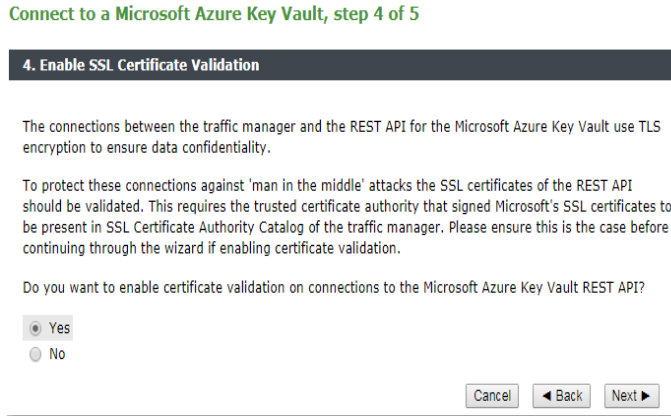 Connect to a Microsoft Azure Key Vault, step 4 of 5
4. Enable SSL Certificate Validation
The connections between the traffic manager and the REST API for the Microsoft Azure Key Vault use TLS
encryption to ensure data confidentiality.
To protect these connections against 'man in the middle' attacks the SSL certificates of the REST API
should be validated. This requires the trusted certificate authority that signed Microsoft's SSL certificates to
be present in SSL Certificate Authority Catalog of the traffic manager. Please ensure this is the case before
continuing through the wizard if enabling certificate validation.
Do you want to enable certificate validation on connections to the Microsoft Azure Key Vault REST API?
Yes
No
Cancel ◄ Back Next ►